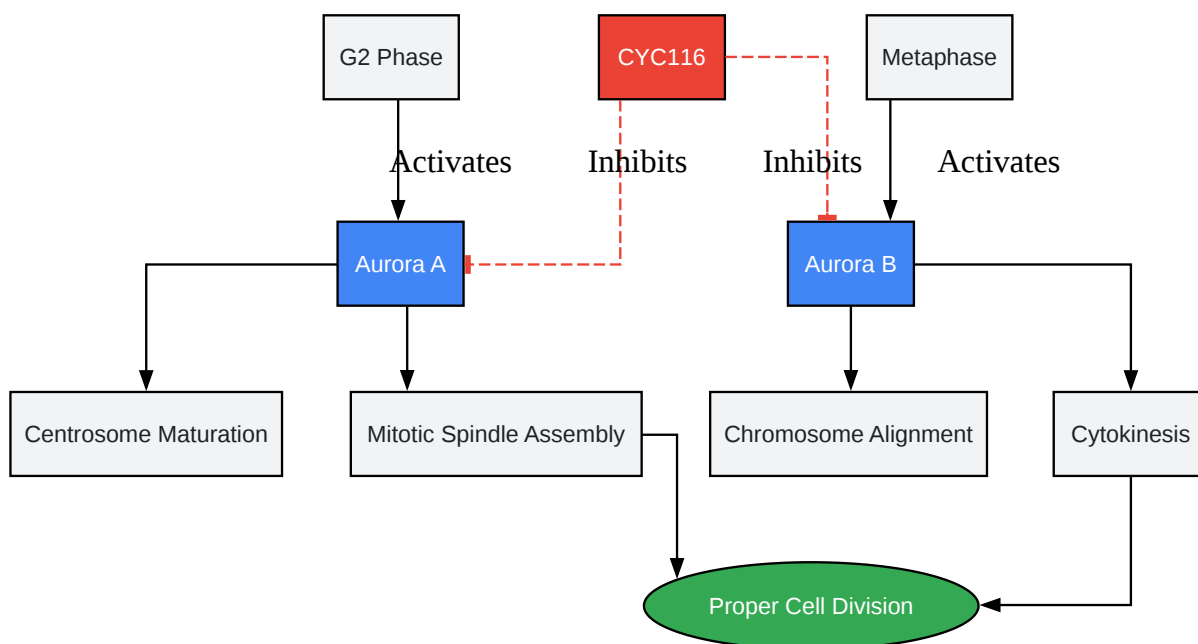 G2 Phase
CYC116
Metaphase
Activates
Inhibits
Inhibits
Activates
Aurora A
Aurora B
Centrosome Maturation
Mitotic Spindle Assembly
Chromosome Alignment
Cytokinesis
Proper Cell Division